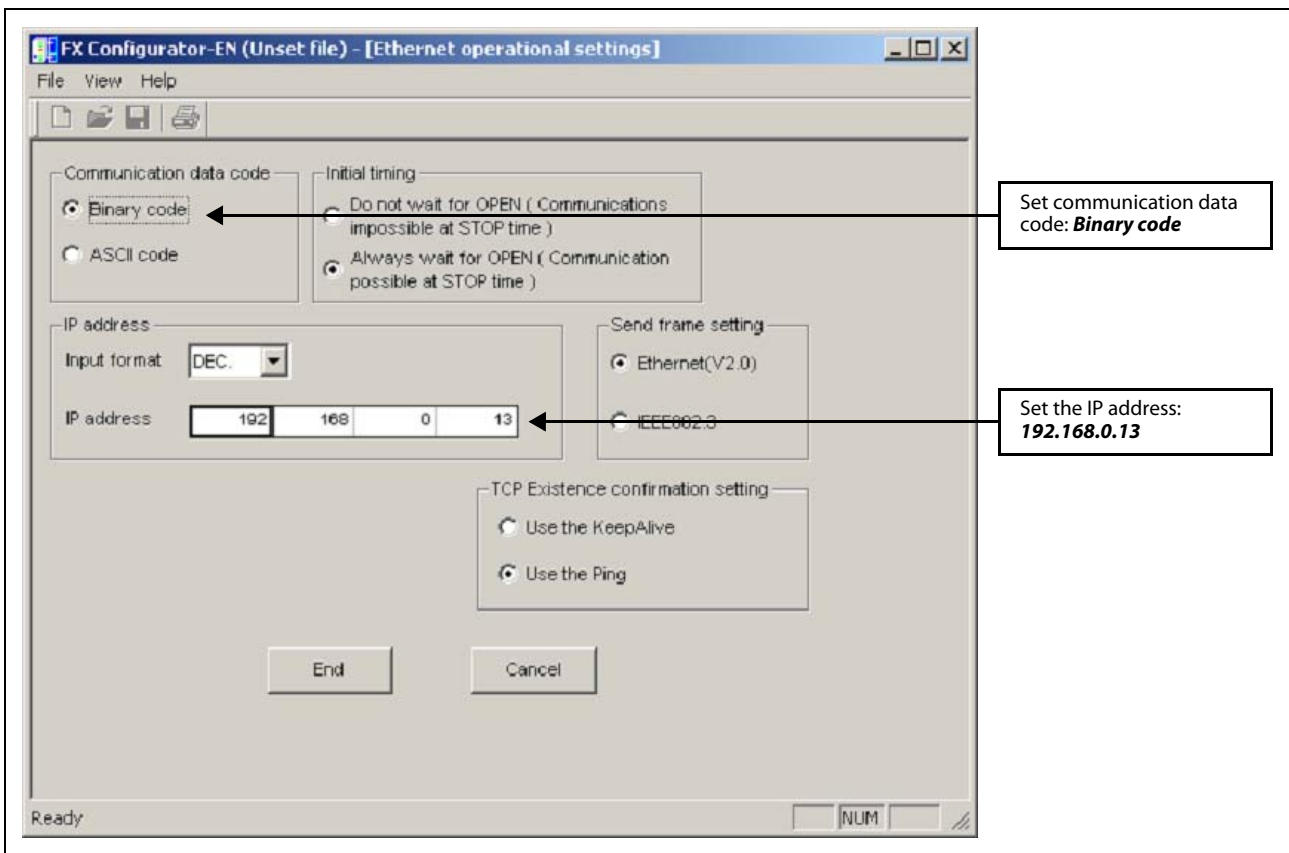 FX Configurator-EN (Unset file) - [Ethernet operational settings]
File View Help
Communication data code
Binary code
ASCII code
Initial timing
Do not wait for OPEN ( Communications
impossible at STOP time )
Always wait for OPEN ( Communication
possible at STOP time )
Set communication data
code: Binary code
IP address
Input format DEC.
IP address 192 168 0 13
Send frame setting
Ethernet(V2.0)
IEEE802.3
Set the IP address:
192.168.0.13
TCP Existence confirmation setting
Use the KeepAlive
Use the Ping
End Cancel
Ready NUM